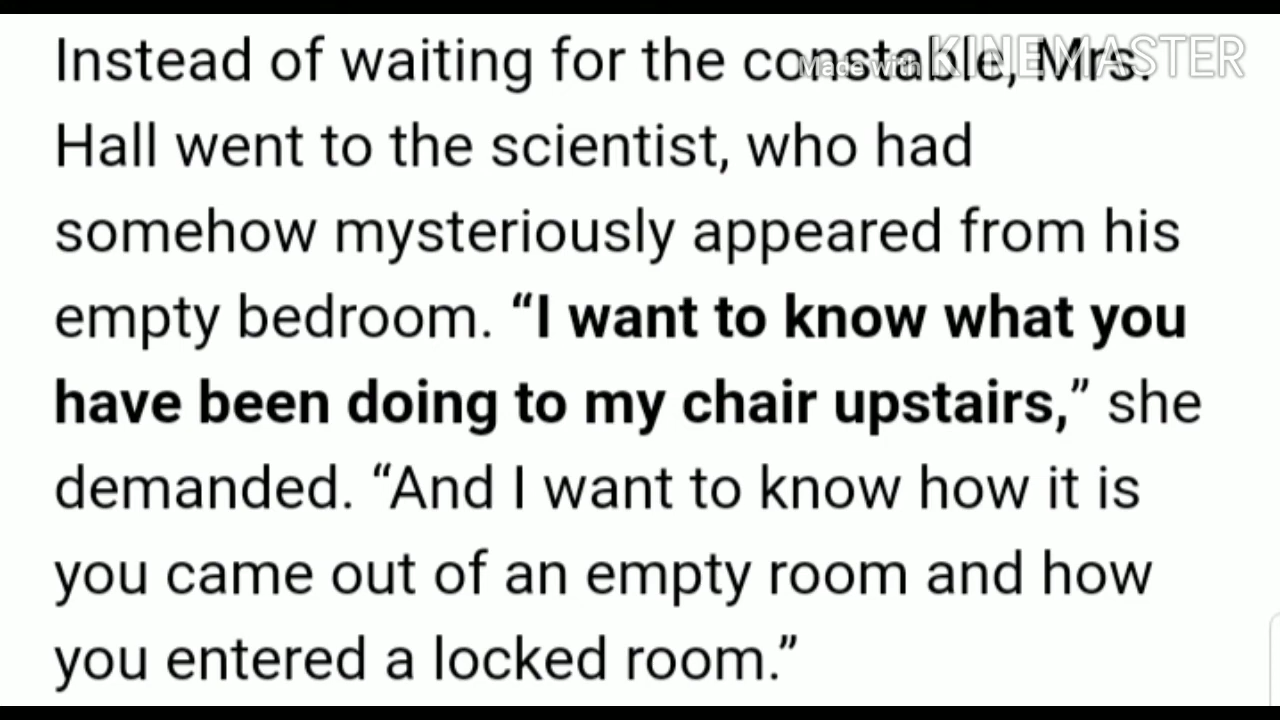 Instead of waiting for the constable, Mrs.
Made with KINEMASTER
Hall went to the scientist, who had
somehow mysteriously appeared from his
empty bedroom. “I want to know what you
have been doing to my chair upstairs,” she
demanded. “And I want to know how it is
you came out of an empty room and how
you entered a locked room.”